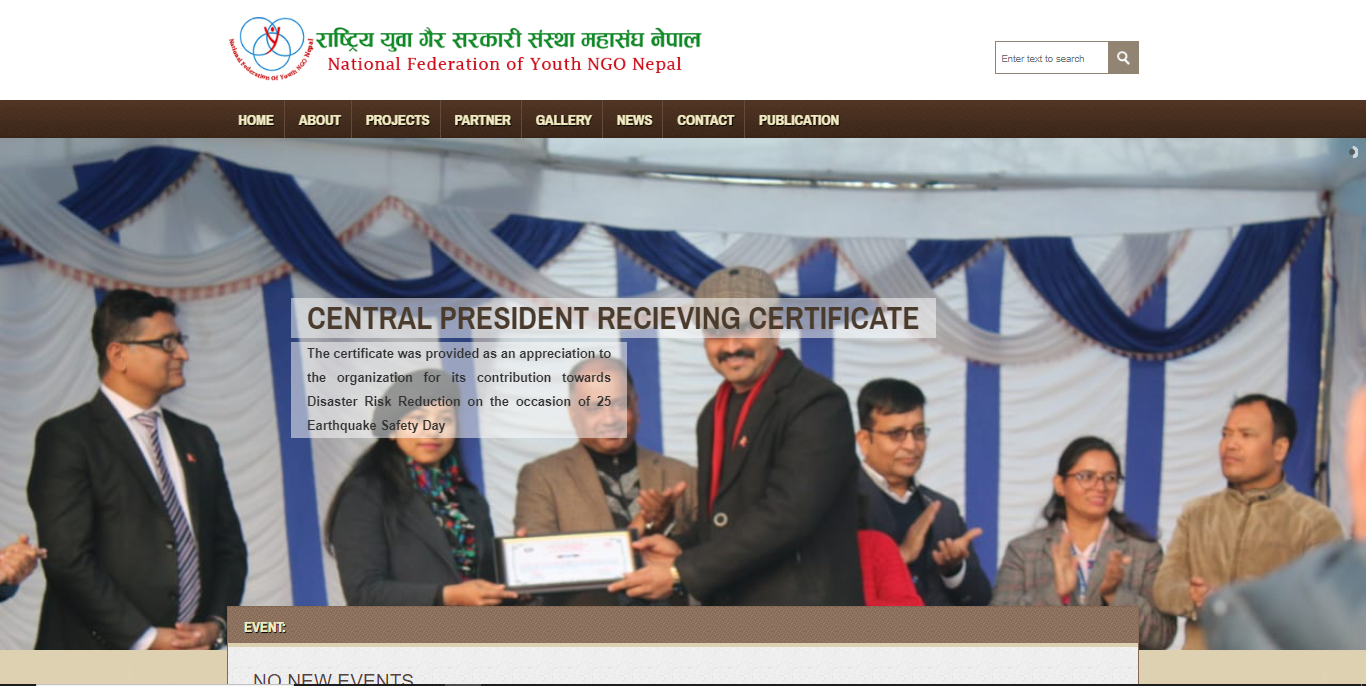 राष्ट्रिय युवा गैर सरकारी संस्था महासंघ नेपाल
National Federation of Youth NGO Nepal
National Federation Of Youth NGO Nepal
Enter text to search
HOME ABOUT PROJECTS PARTNER GALLERY NEWS CONTACT PUBLICATION
CENTRAL PRESIDENT RECIEVING CERTIFICATE
The certificate was provided as an appreciation to
the organization for its contribution towards
Disaster Risk Reduction on the occasion of 25
Earthquake Safety Day
EVENT:
NO NEW EVENTS